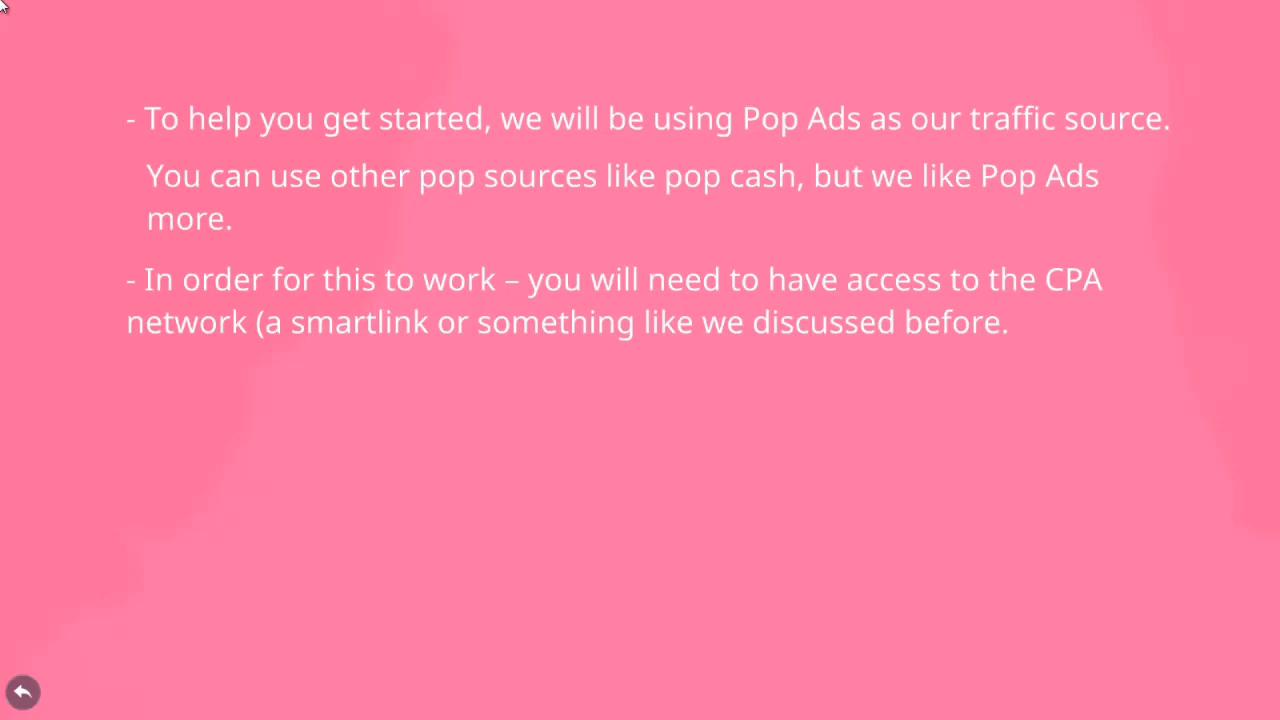 - To help you get started, we will be using Pop Ads as our traffic source.
You can use other pop sources like pop cash, but we like Pop Ads
more.
- In order for this to work – you will need to have access to the CPA
network (a smartlink or something like we discussed before.